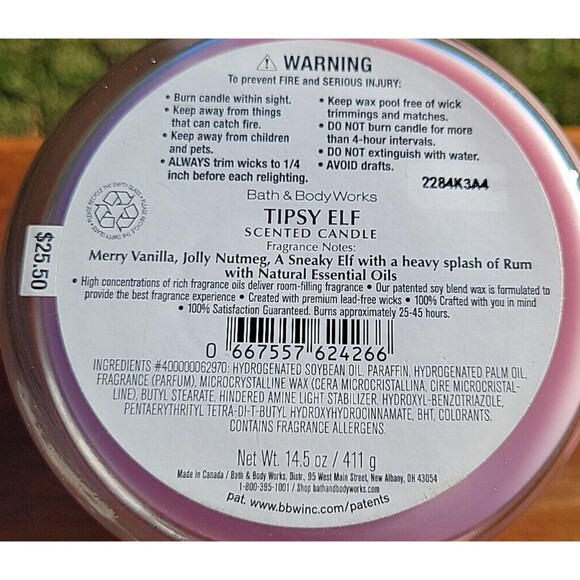 ⚠ WARNING
To prevent FIRE and SERIOUS INJURY:
• Burn candle within sight.
• Keep away from things
that can catch fire.
• Keep away from children
and pets.
• ALWAYS trim wicks to 1/4
inch before each relighting.
• Keep wax pool free of wick
trimmings and matches.
• DO NOT burn candle for more
than 4-hour intervals.
• DO NOT extinguish with water.
• AVOID drafts.
2284K3A4
PLEASE RECYCLE THE EMPTY GLASS • PLEASE RECYCLE THE EMPTY GLASS •
$25.50
Bath & Body Works
TIPSY ELF
SCENTED CANDLE
Fragrance Notes:
Merry Vanilla, Jolly Nutmeg, A Sneaky Elf with a heavy splash of Rum
with Natural Essential Oils
• High concentrations of rich fragrance oils deliver room-filling fragrance • Our patented soy blend wax is formulated to
provide the best fragrance experience • Created with premium lead-free wicks • 100% Crafted with you in mind
• 100% Satisfaction Guaranteed. Burns approximately 25-45 hours.
0 667557 624266
INGREDIENTS #400000062970: HYDROGENATED SOYBEAN OIL, PARAFFIN, HYDROGENATED PALM OIL,
FRAGRANCE (PARFUM), MICROCRYSTALLINE WAX (CERA MICROCRISTALLINA, CIRE MICROCRISTAL-
LINE), BUTYL STEARATE, HINDERED AMINE LIGHT STABILIZER, HYDROXYL-BENZOTRIAZOLE,
PENTAERYTHRITYL TETRA-DI-T-BUTYL HYDROXYHYDROCINNAMATE, BHT, COLORANTS.
CONTAINS FRAGRANCE ALLERGENS.
Net Wt. 14.5 oz / 411 g
Made in Canada / Bath & Body Works, Distr., 95 West Main Street, New Albany, OH 43054
1-800-395-1001 / Shop bathandbodyworks.com
pat. www.bbwinc.com/patents